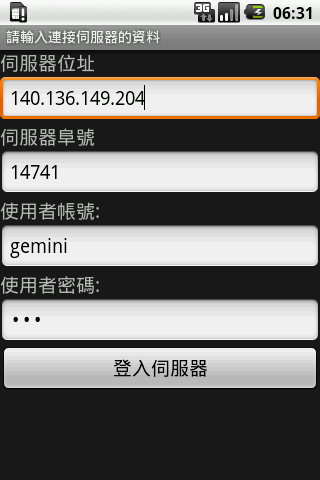 3G
06:31
請輸入連接伺服器的資料
伺服器位址
140.136.149.204
伺服器阜號
14741
使用者帳號:
gemini
使用者密碼:
•••
登入伺服器